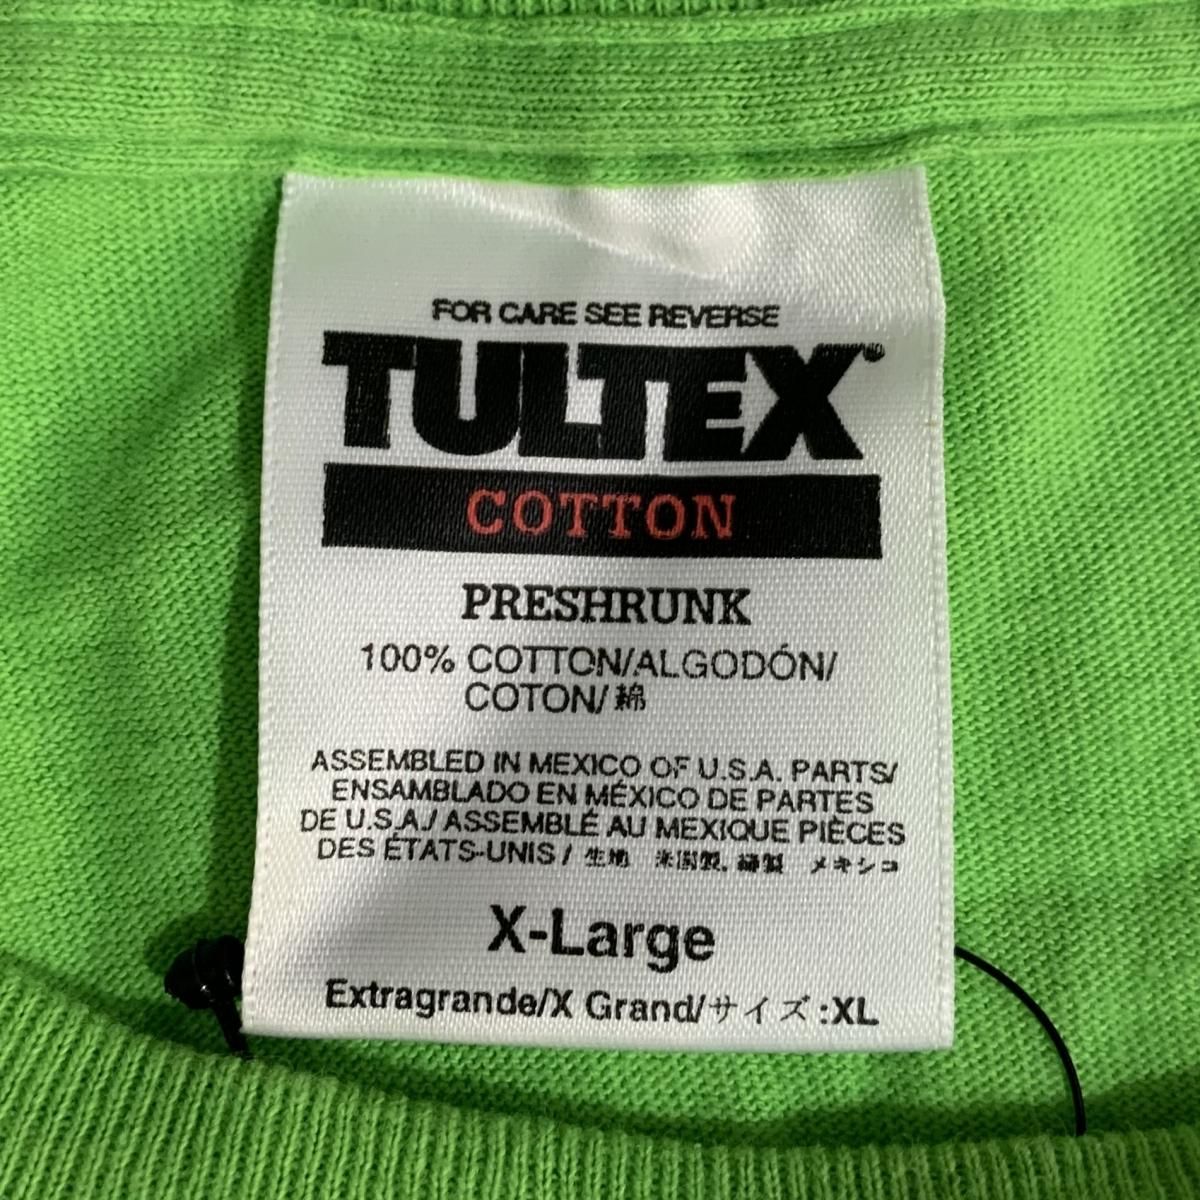 FOR CARE SEE REVERSE
TULTEX®
COTTON
PRESHRUNK
100% COTTON/ALGODÓN/
COTON/綿
ASSEMBLED IN MEXICO OF U.S.A. PARTS/
ENSAMBLADO EN MÉXICO DE PARTES
DE U.S.A./ASSEMBLÉ AU MEXIQUE PIÈCES
DES ÉTATS-UNIS/ 生地 米国製, 縫製 メキシコ
X-Large
Extragrande/X Grand/サイズ:XL